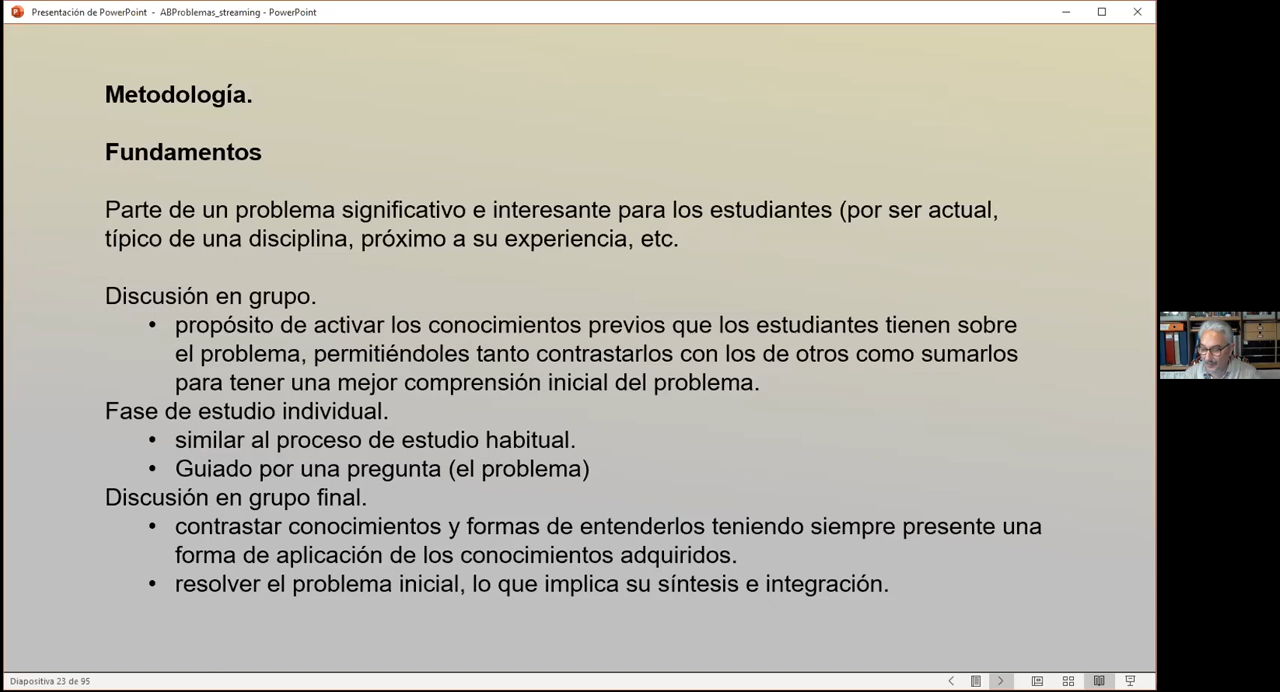 Presentación de PowerPoint - ABProblemas_streaming - PowerPoint
Metodología.
Fundamentos
Parte de un problema significativo e interesante para los estudiantes (por ser actual,
típico de una disciplina, próximo a su experiencia, etc.
Discusión en grupo.
• propósito de activar los conocimientos previos que los estudiantes tienen sobre
el problema, permitiéndoles tanto contrastarlos con los de otros como sumarlos
para tener una mejor comprensión inicial del problema.
Fase de estudio individual.
• similar al proceso de estudio habitual.
• Guiado por una pregunta (el problema)
Discusión en grupo final.
• contrastar conocimientos y formas de entenderlos teniendo siempre presente una
forma de aplicación de los conocimientos adquiridos.
• resolver el problema inicial, lo que implica su síntesis e integración.
Diapositiva 23 de 95